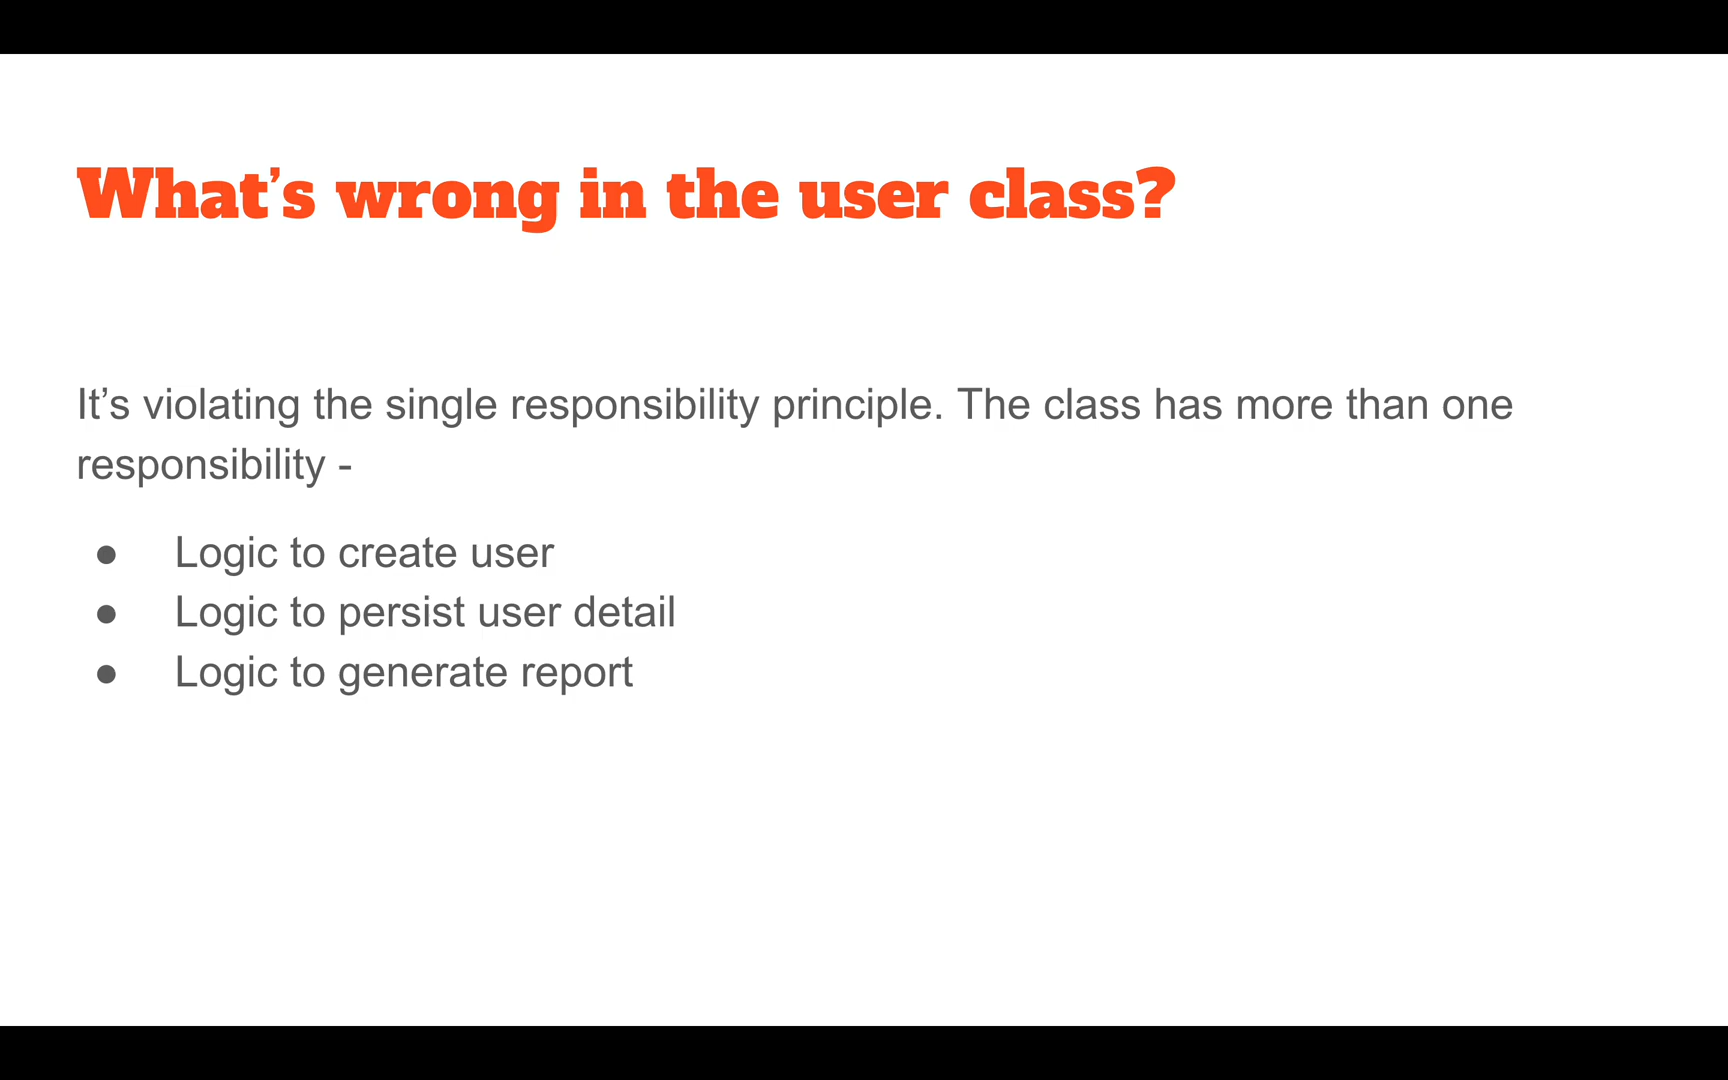 What’s wrong in the user class?
It’s violating the single responsibility principle. The class has more than one
responsibility -
● Logic to create user
● Logic to persist user detail
● Logic to generate report